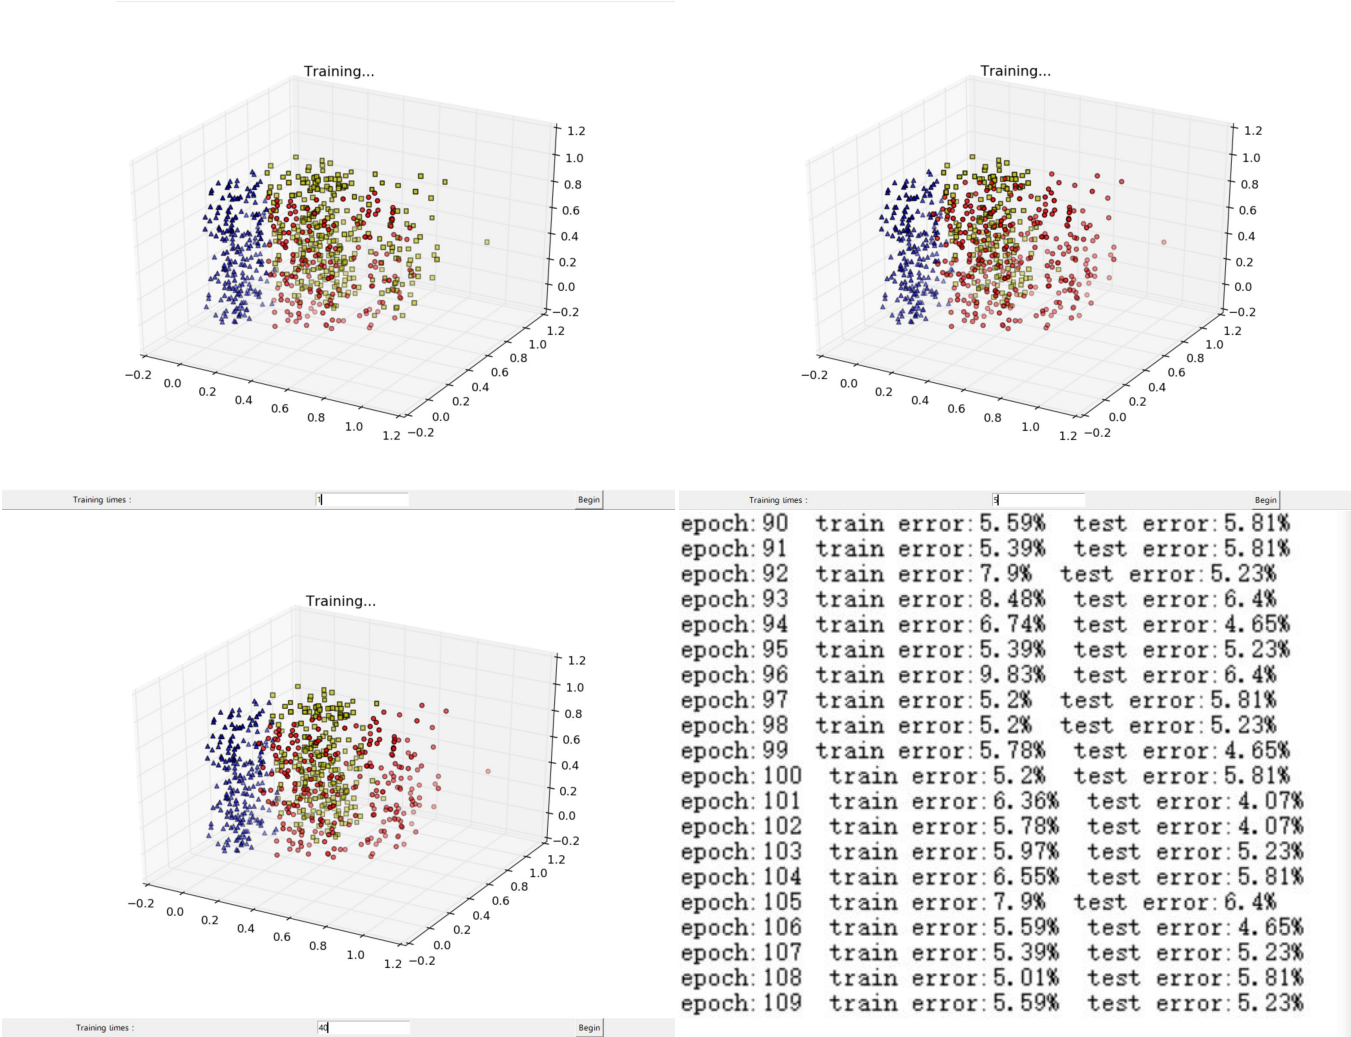 Training...
1.2
1.0
0.8
0.6
0.4
0.2
0.0
−0.2
1.2
1.0
0.8
0.6
0.4
0.2
0.0
−0.2
−0.2
0.0
0.2
0.4
0.6
0.8
1.0
1.2
Training times :
1
Begin
Training...
1.2
1.0
0.8
0.6
0.4
0.2
0.0
−0.2
1.2
1.0
0.8
0.6
0.4
0.2
0.0
−0.2
−0.2
0.0
0.2
0.4
0.6
0.8
1.0
1.2
Training times :
5
Begin
Training...
1.2
1.0
0.8
0.6
0.4
0.2
0.0
−0.2
1.2
1.0
0.8
0.6
0.4
0.2
0.0
−0.2
−0.2
0.0
0.2
0.4
0.6
0.8
1.0
1.2
Training times :
40
Begin
epoch:90 train error:5.59% test error:5.81%
epoch:91 train error:5.39% test error:5.81%
epoch:92 train error:7.9% test error:5.23%
epoch:93 train error:8.48% test error:6.4%
epoch:94 train error:6.74% test error:4.65%
epoch:95 train error:5.39% test error:5.23%
epoch:96 train error:9.83% test error:6.4%
epoch:97 train error:5.2% test error:5.81%
epoch:98 train error:5.2% test error:5.23%
epoch:99 train error:5.78% test error:4.65%
epoch:100 train error:5.2% test error:5.81%
epoch:101 train error:6.36% test error:4.07%
epoch:102 train error:5.78% test error:4.07%
epoch:103 train error:5.97% test error:5.23%
epoch:104 train error:6.55% test error:5.81%
epoch:105 train error:7.9% test error:6.4%
epoch:106 train error:5.59% test error:4.65%
epoch:107 train error:5.39% test error:5.23%
epoch:108 train error:5.01% test error:5.81%
epoch:109 train error:5.59% test error:5.23%